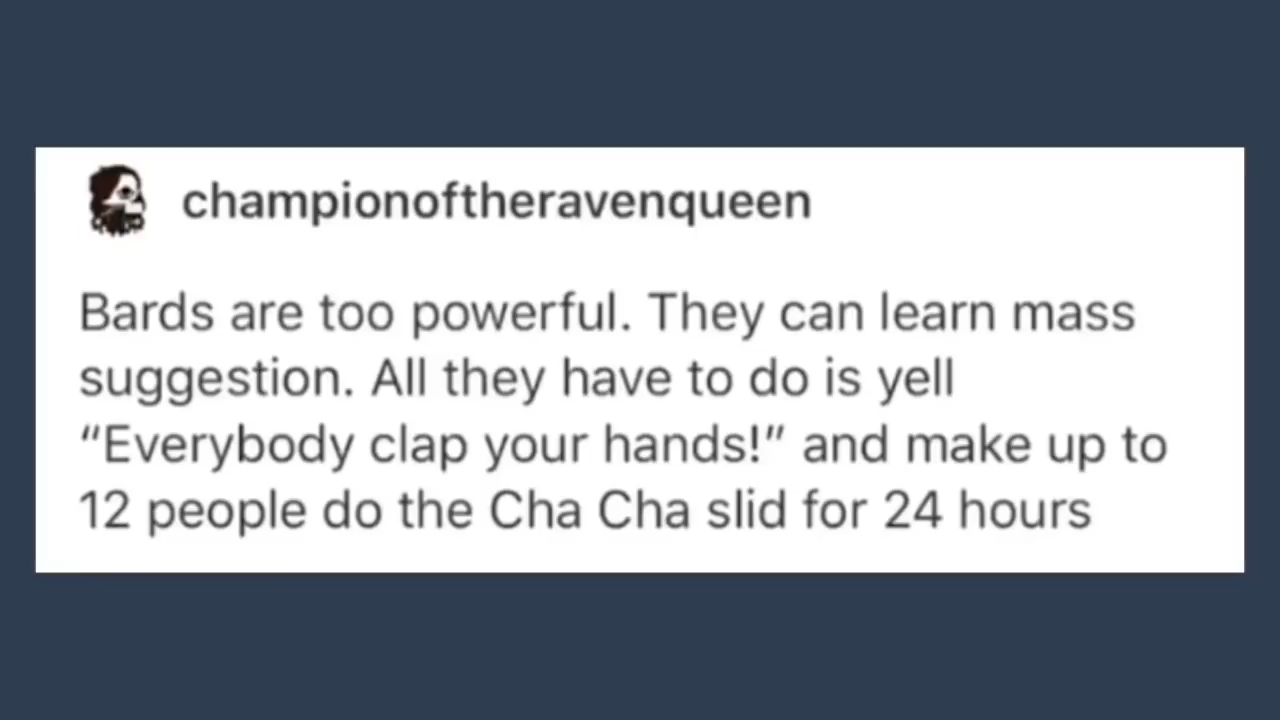 championoftheravenqueen
Bards are too powerful. They can learn mass
suggestion. All they have to do is yell
“Everybody clap your hands!” and make up to
12 people do the Cha Cha slid for 24 hours